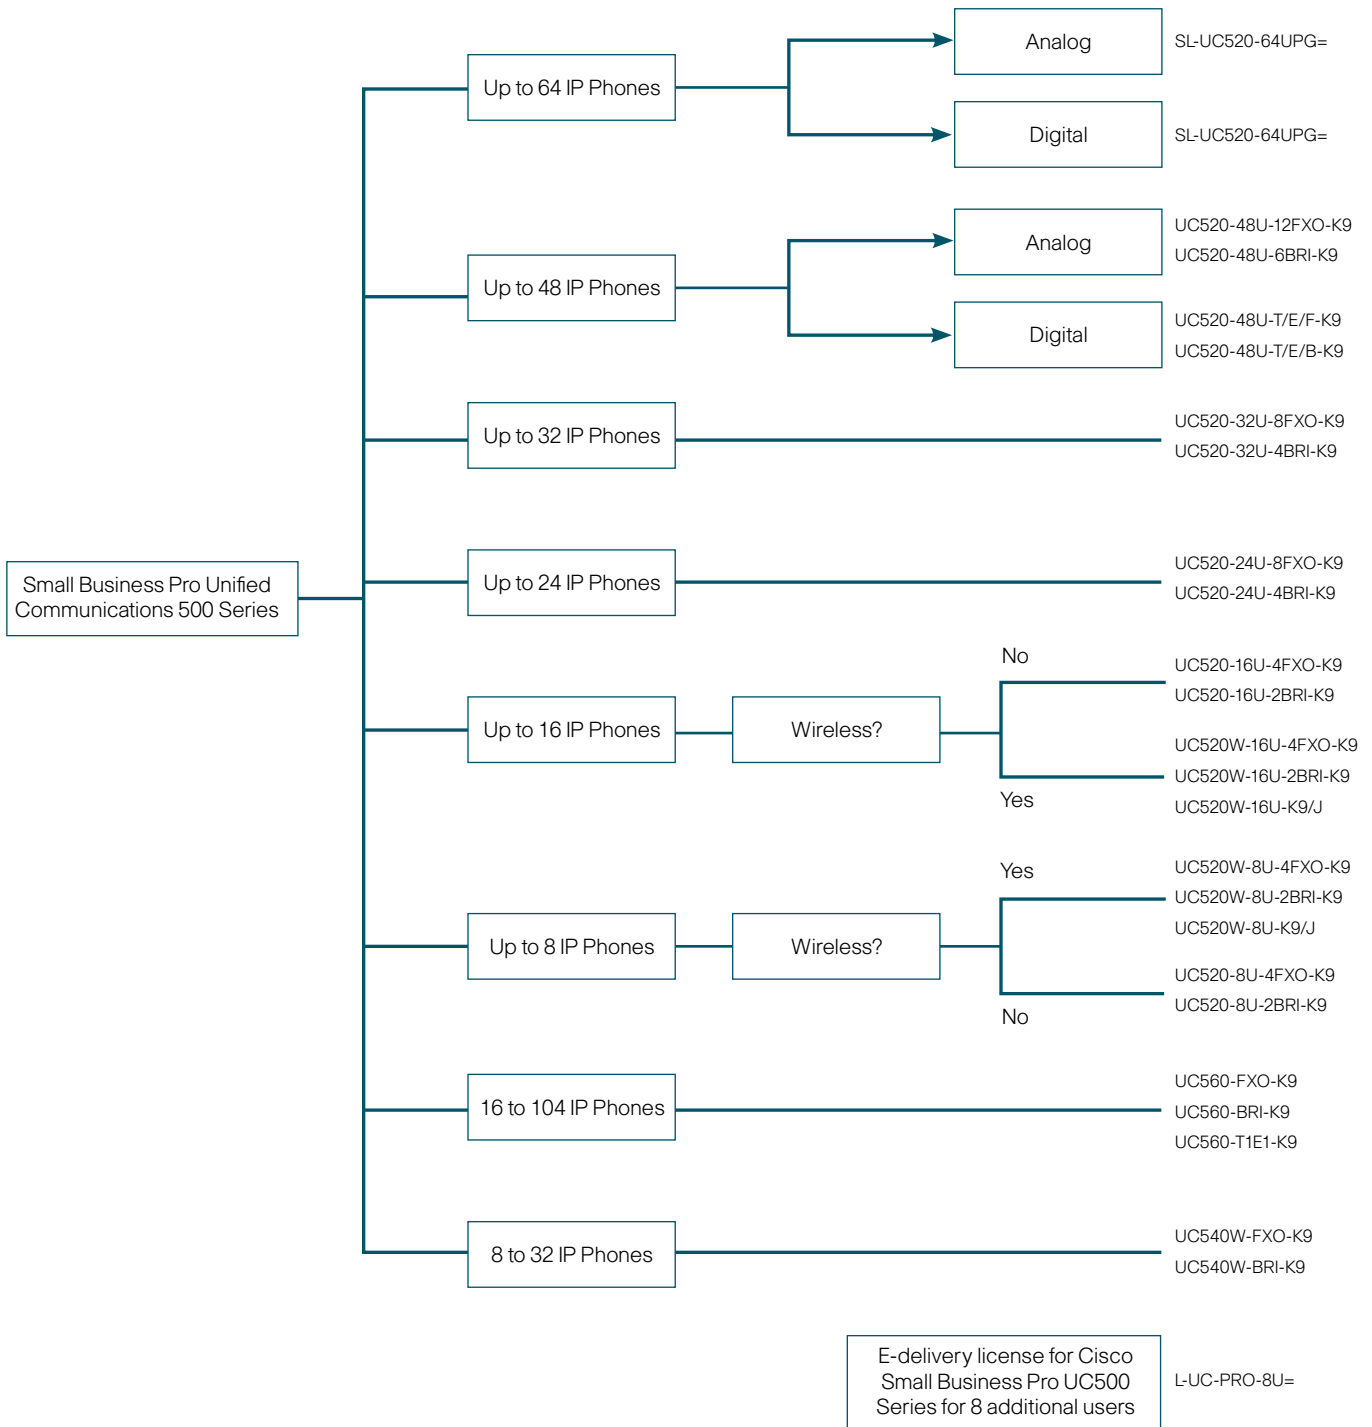 Analog
SL-UC520-64UPG=
Up to 64 IP Phones
Digital
SL-UC520-64UPG=
Analog
UC520-48U-12FXO-K9
UC520-48U-6BRI-K9
Up to 48 IP Phones
Digital
UC520-48U-T/E/F-K9
UC520-48U-T/E/B-K9
Up to 32 IP Phones
UC520-32U-8FXO-K9
UC520-32U-4BRI-K9
Small Business Pro Unified
Communications 500 Series
Up to 24 IP Phones
UC520-24U-8FXO-K9
UC520-24U-4BRI-K9
Up to 16 IP Phones
Wireless?
No
UC520-16U-4FXO-K9
UC520-16U-2BRI-K9
Yes
UC520W-16U-4FXO-K9
UC520W-16U-2BRI-K9
UC520W-16U-K9/J
Up to 8 IP Phones
Wireless?
Yes
UC520W-8U-4FXO-K9
UC520W-8U-2BRI-K9
UC520W-8U-K9/J
No
UC520-8U-4FXO-K9
UC520-8U-2BRI-K9
16 to 104 IP Phones
UC560-FXO-K9
UC560-BRI-K9
UC560-T1E1-K9
8 to 32 IP Phones
UC540W-FXO-K9
UC540W-BRI-K9
E-delivery license for Cisco
Small Business Pro UC500
Series for 8 additional users
L-UC-PRO-8U=